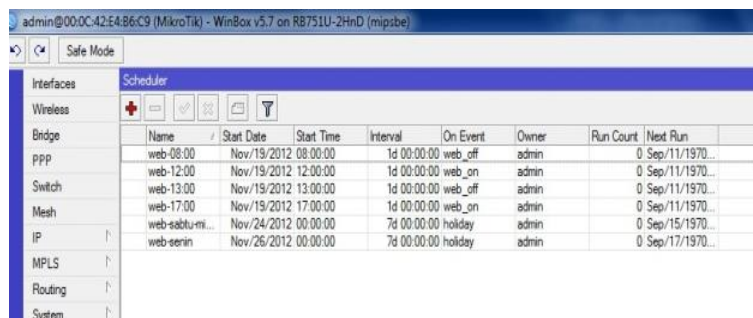 admin@00:0C:42:E4:B6:C9 (MikroTik) - WinBox v5.7 on RB751U-2HnD (mipsbe)
Safe Mode
Interfaces
Wireless
Bridge
PPP
Switch
Mesh
IP
MPLS
Routing
System
Scheduler
Name Start Date Start Time Interval On Event Owner Run Count Next Run
web-08:00 Nov/19/2012 08:00:00 1d 00:00:00 web_off admin 0 Sep/11/1970...
web-12:00 Nov/19/2012 12:00:00 1d 00:00:00 web_on admin 0 Sep/11/1970...
web-13:00 Nov/19/2012 13:00:00 1d 00:00:00 web_off admin 0 Sep/11/1970...
web-17:00 Nov/19/2012 17:00:00 1d 00:00:00 web_on admin 0 Sep/11/1970...
web-sabtu-mi... Nov/24/2012 00:00:00 7d 00:00:00 holiday admin 0 Sep/15/1970...
web-senin Nov/26/2012 00:00:00 7d 00:00:00 holiday admin 0 Sep/17/1970...